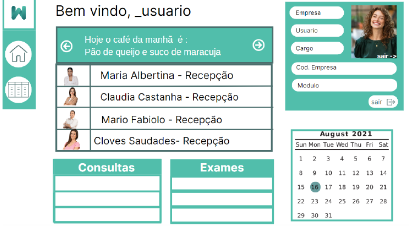 Bem vindo, _usuario
Hoje o café da manhã é :
Pão de queijo e suco de maracuja
Maria Albertina - Recepção
Claudia Castanha - Recepção
Mario Fabiolo - Recepção
Cloves Saudades- Recepção
Consultas
Exames
Empresa
Usuario
Cargo
sair ->
Cod. Empresa
Modulo
sair
August 2021
Sun Mon Tue Wed Thu Fri Sat
1 2 3 4 5 6 7
8 9 10 11 12 13 14
15 16 17 18 19 20 21
22 23 24 25 26 27 28
29 30 31